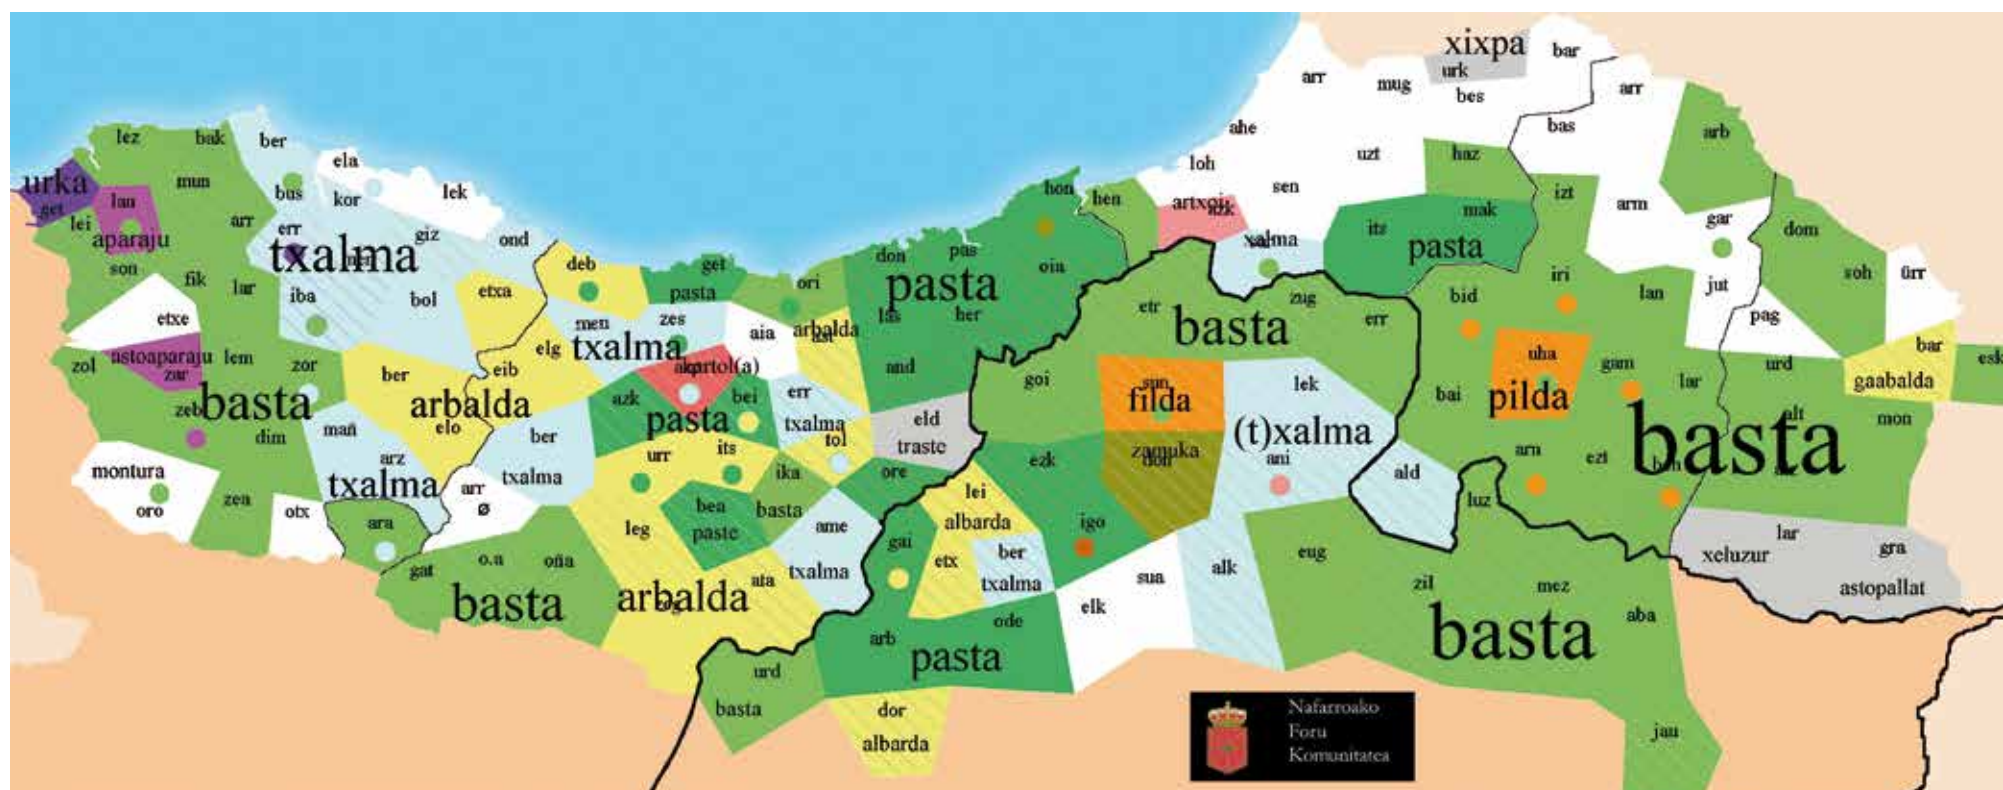 xixpa
bar
urk
arr
mug
bes
arr
lez
bak
ber
ahe
bas
arb
ela
uzt
haz
loh
mun
bus
kor
lek
hon
hen
sen
izt
urka
get
lan
artxoi
azk
mak
arm
gar
lei
aparaju
arr
err
giz
ond
its
dom
txalma
xalma
pasta
son
fik
lar
iba
bol
etxa
deb
get
pasta
ori
don
pas
oia
pasta
las
her
etr
zug
err
basta
bid
iri
lan
jut
soh
ürr
pag
etxe
men
zes
txalma
aia
arbalda
ast
astoaparaju
zar
lem
zol
zor
elg
eib
kortol(a)
and
goi
lek
uha
gam
lar
urd
bar
gaabalda
esk
zeb
basta
dim
ber
arbalda
elo
azk
pasta
bei
err
txalma
tol
eld
traste
sun
filda
(t)xalma
bai
pilda
basta
alt
mon
mañ
arz
txalma
ber
txalma
urr
its
ika
ore
ezk
zamuka
don
ani
ald
arn
ezt
montura
oro
zea
otx
arr
ø
ara
leg
bea
paste
basta
ame
txalma
gai
lei
albarda
etx
ber
txalma
igo
luz
lar
xeluzur
gra
astopallat
gat
o.a
oña
basta
arbalda
ata
sua
elk
alk
eug
zil
mez
aba
basta
arb
ode
pasta
urd
basta
dor
albarda
jau
Nafarroako
Foru
Komunitatea